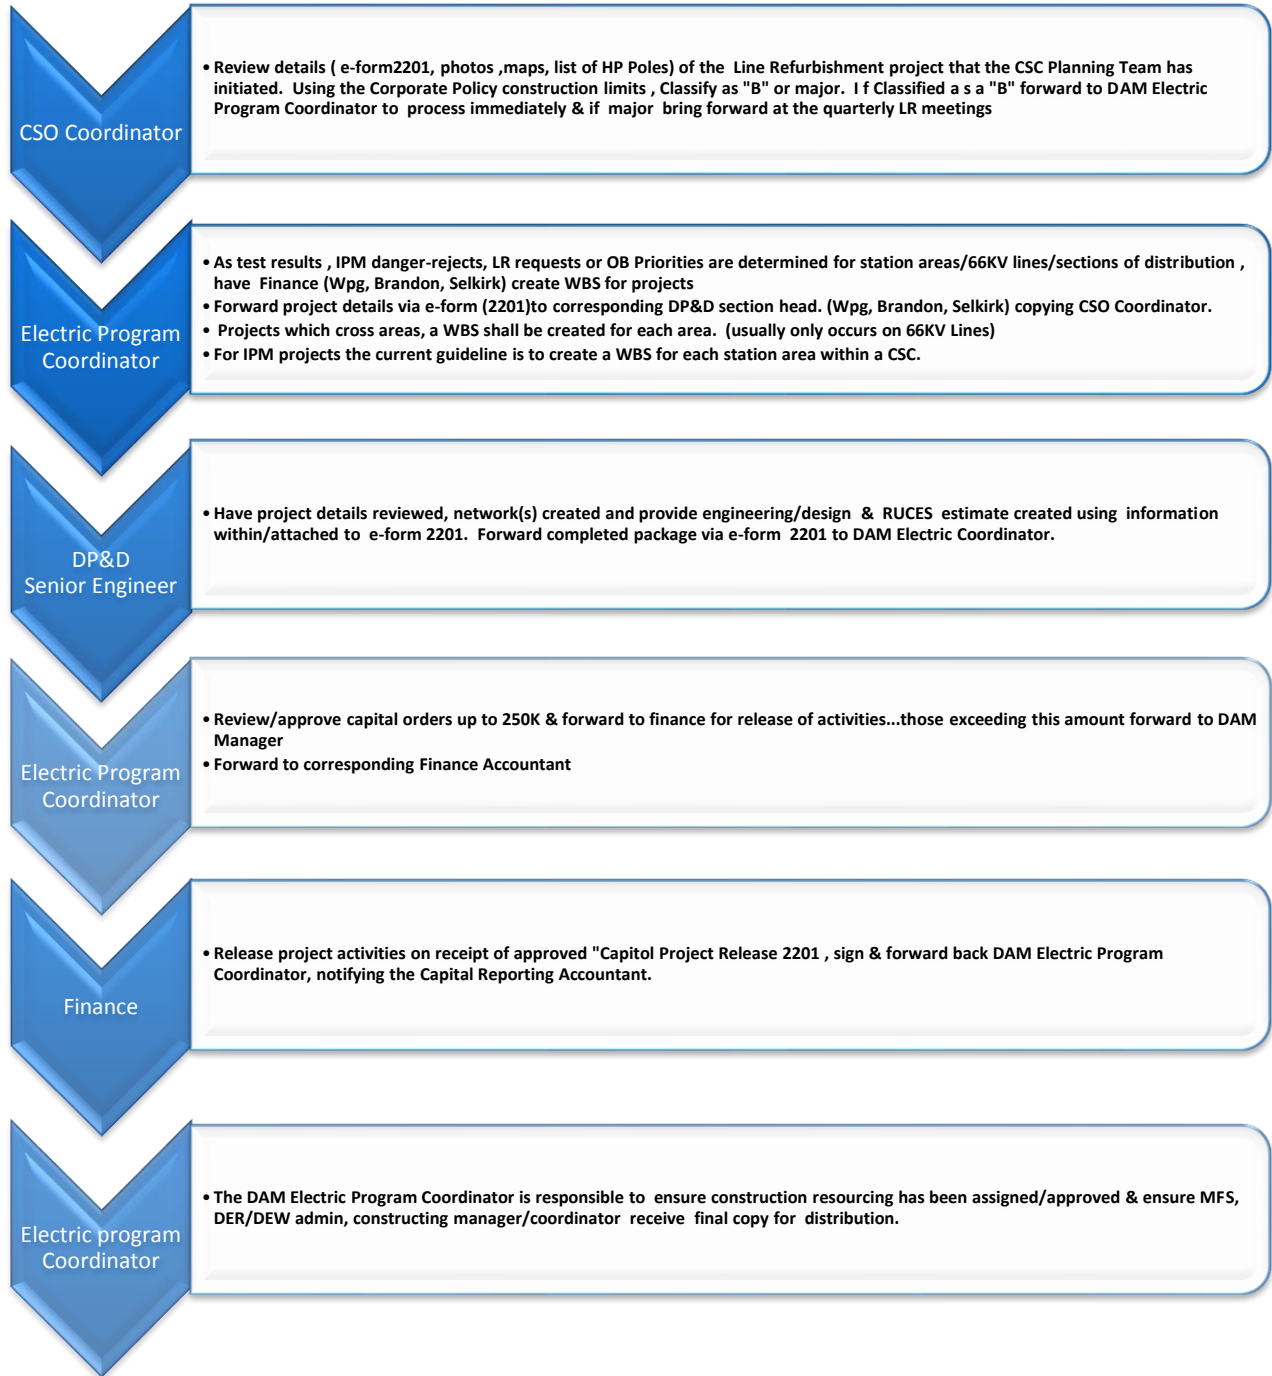 CSO Coordinator
• Review details ( e-form2201, photos ,maps, list of HP Poles) of the Line Refurbishment project that the CSC Planning Team has
initiated. Using the Corporate Policy construction limits , Classify as "B" or major. I f Classified a s a "B" forward to DAM Electric
Program Coordinator to process immediately & if major bring forward at the quarterly LR meetings
Electric Program
Coordinator
• As test results , IPM danger-rejects, LR requests or OB Priorities are determined for station areas/66KV lines/sections of distribution ,
have Finance (Wpg, Brandon, Selkirk) create WBS for projects
• Forward project details via e-form (2201)to corresponding DP&D section head. (Wpg, Brandon, Selkirk) copying CSO Coordinator.
• Projects which cross areas, a WBS shall be created for each area. (usually only occurs on 66KV Lines)
• For IPM projects the current guideline is to create a WBS for each station area within a CSC.
DP&D
Senior Engineer
• Have project details reviewed, network(s) created and provide engineering/design & RUCES estimate created using information
within/attached to e-form 2201. Forward completed package via e-form 2201 to DAM Electric Coordinator.
Electric Program
Coordinator
• Review/approve capital orders up to 250K & forward to finance for release of activities...those exceeding this amount forward to DAM
Manager
• Forward to corresponding Finance Accountant
Finance
• Release project activities on receipt of approved "Capitol Project Release 2201 , sign & forward back DAM Electric Program
Coordinator, notifying the Capital Reporting Accountant.
Electric program
Coordinator
• The DAM Electric Program Coordinator is responsible to ensure construction resourcing has been assigned/approved & ensure MFS,
DER/DEW admin, constructing manager/coordinator receive final copy for distribution.